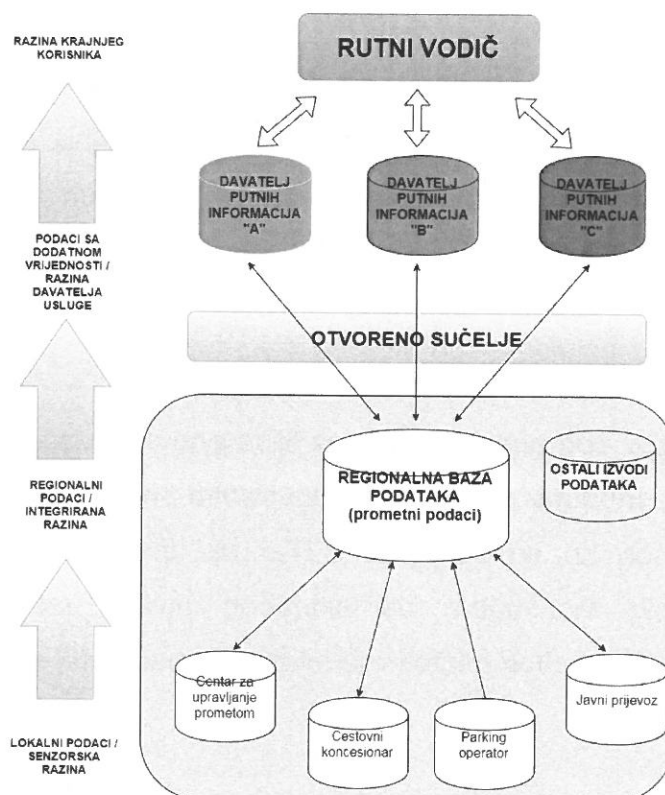 RAZINA KRAJNJEG
KORISNIKA
RUTNI VODIČ
DAVATELJ
PUTNIH
INFORMACIJA
"A"
DAVATELJ
PUTNIH
INFORMACIJA
"B"
DAVATELJ
PUTNIH
INFORMACIJA
"C"
PODACI SA
DODATNOM
VRIJEDNOSTI /
RAZINA
DAVATELJA
USLUGE
OTVORENO SUČELJE
REGIONALNA BAZA
PODATAKA
(prometni podaci)
OSTALI IZVODI
PODATAKA
REGIONALNI
PODACI /
INTEGRIRANA
RAZINA
Centar za
upravljanje
prometom
Cestovni
koncesionar
Parking
operator
Javni prijevoz
LOKALNI PODACI /
SENZORSKA
RAZINA